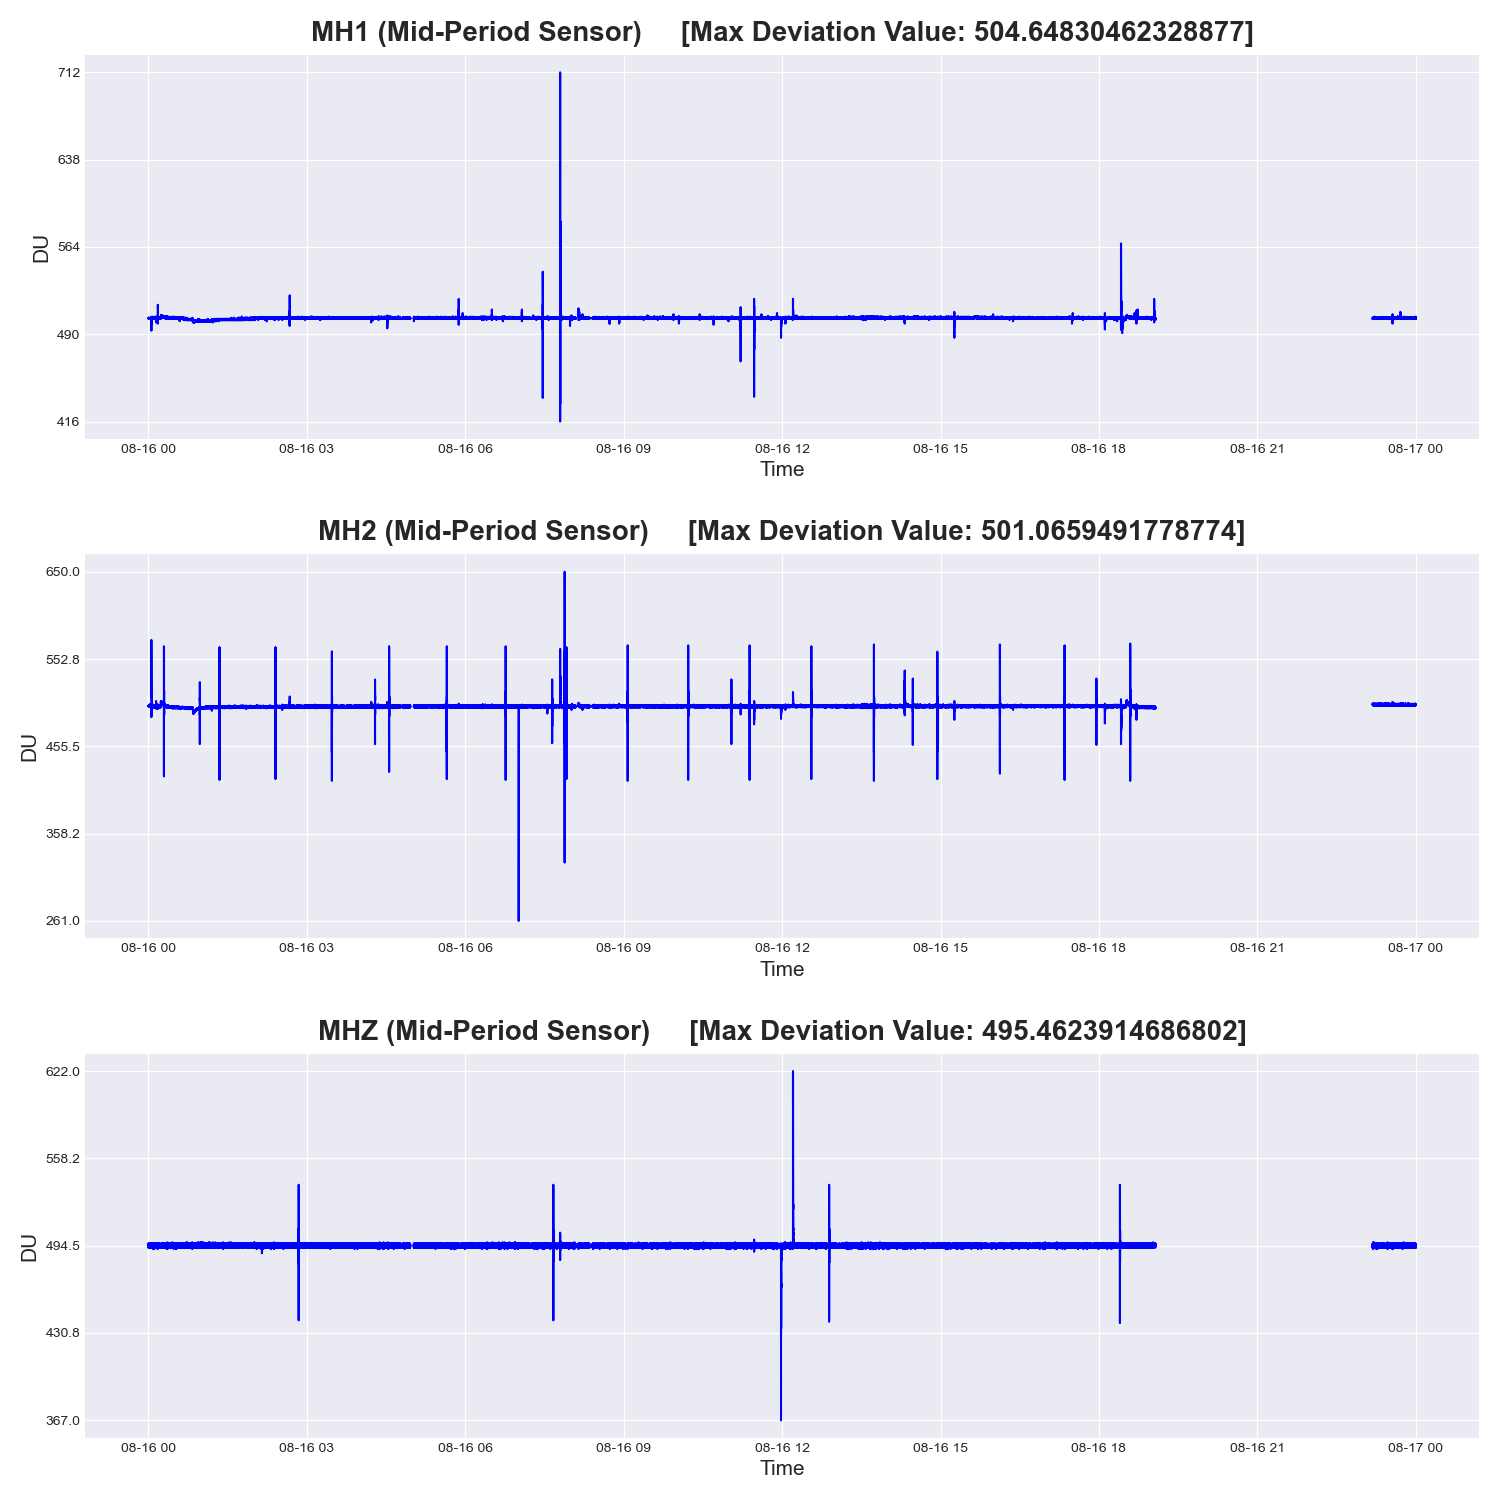 MH1 (Mid-Period Sensor) [Max Deviation Value: 504.64830462328877]
712
638
564
490
416
DU
08-16 00 08-16 03 08-16 06 08-16 09 08-16 12 08-16 15 08-16 18 08-16 21 08-17 00
Time
MH2 (Mid-Period Sensor) [Max Deviation Value: 501.0659491778774]
650.0
552.8
455.5
358.2
261.0
DU
08-16 00 08-16 03 08-16 06 08-16 09 08-16 12 08-16 15 08-16 18 08-16 21 08-17 00
Time
MHZ (Mid-Period Sensor) [Max Deviation Value: 495.4623914686802]
622.0
558.2
494.5
430.8
367.0
DU
08-16 00 08-16 03 08-16 06 08-16 09 08-16 12 08-16 15 08-16 18 08-16 21 08-17 00
Time